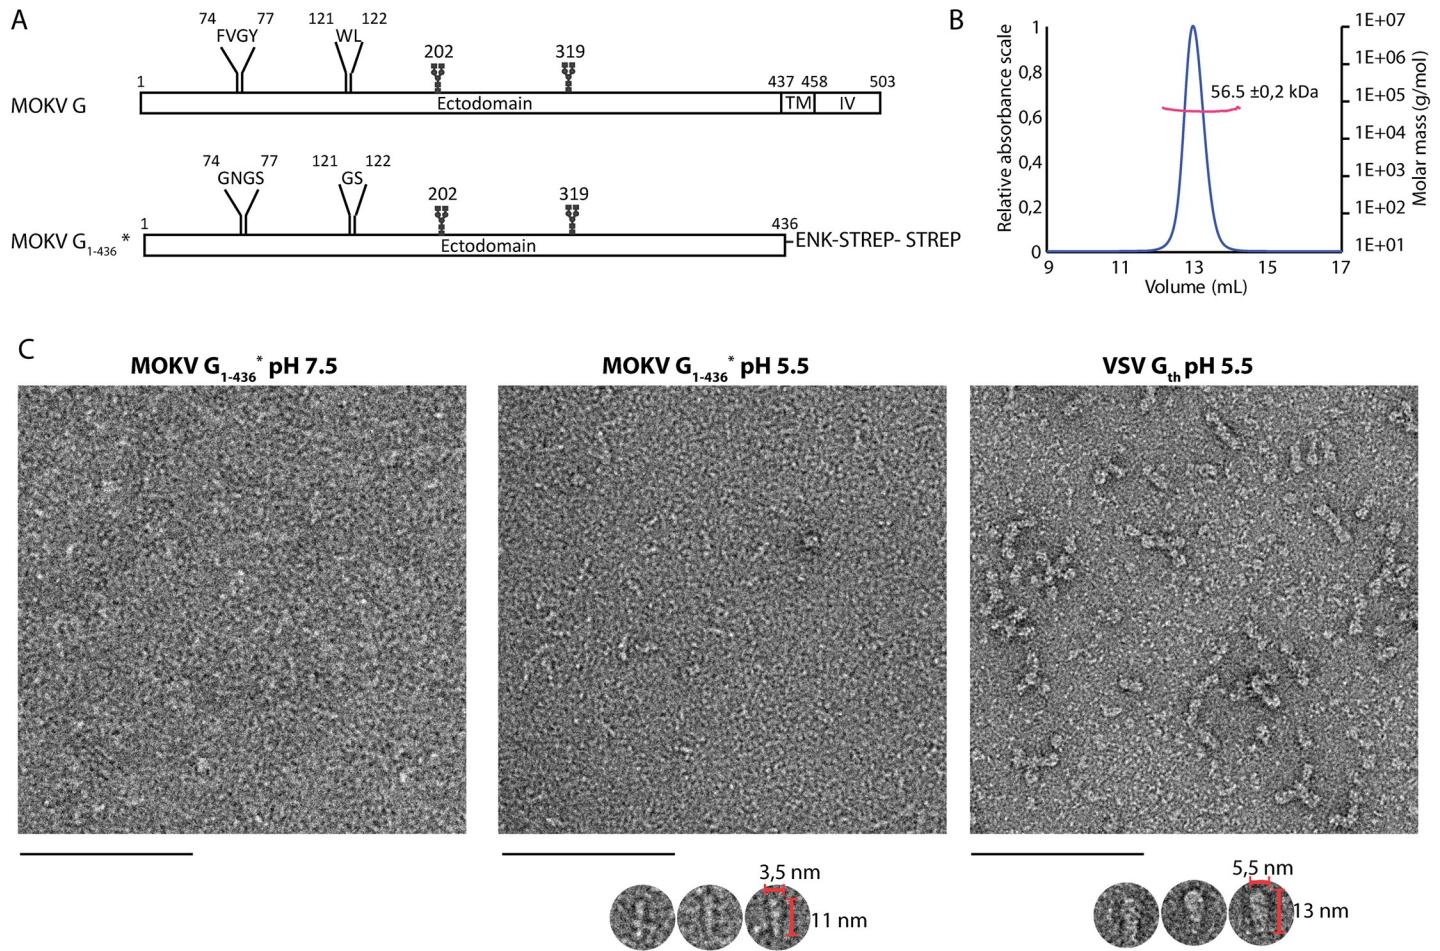 A
74 77 121 122
FVGY WL
202 319
1 437 458 503
MOKV G Ectodomain TM IV
74 77 121 122
GNGS GS
202 319
1 436
MOKV G1-436 * Ectodomain ENK-STREP- STREP
B
Relative absorbance scale
1
0,8
0,6
0,4
0,2
0
9 11 13 15 17
Volume (mL)
56.5 ±0,2 kDa
1E+07
1E+06
1E+05
1E+04
1E+03
1E+02
1E+01
Molar mass (g/mol)
C
MOKV G1-436* pH 7.5
MOKV G1-436* pH 5.5
VSV Gth pH 5.5
3,5 nm
11 nm
5,5 nm
13 nm